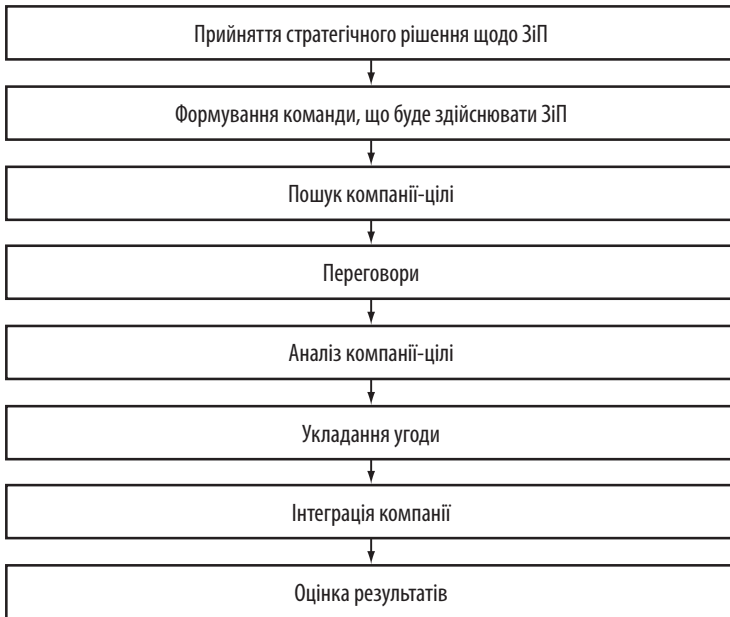 Прийняття стратегічного рішення щодо ЗіП
Формування команди, що буде здійснювати ЗіП
Пошук компанії-цілі
Переговори
Аналіз компанії-цілі
Укладання угоди
Інтеграція компанії
Оцінка результатів